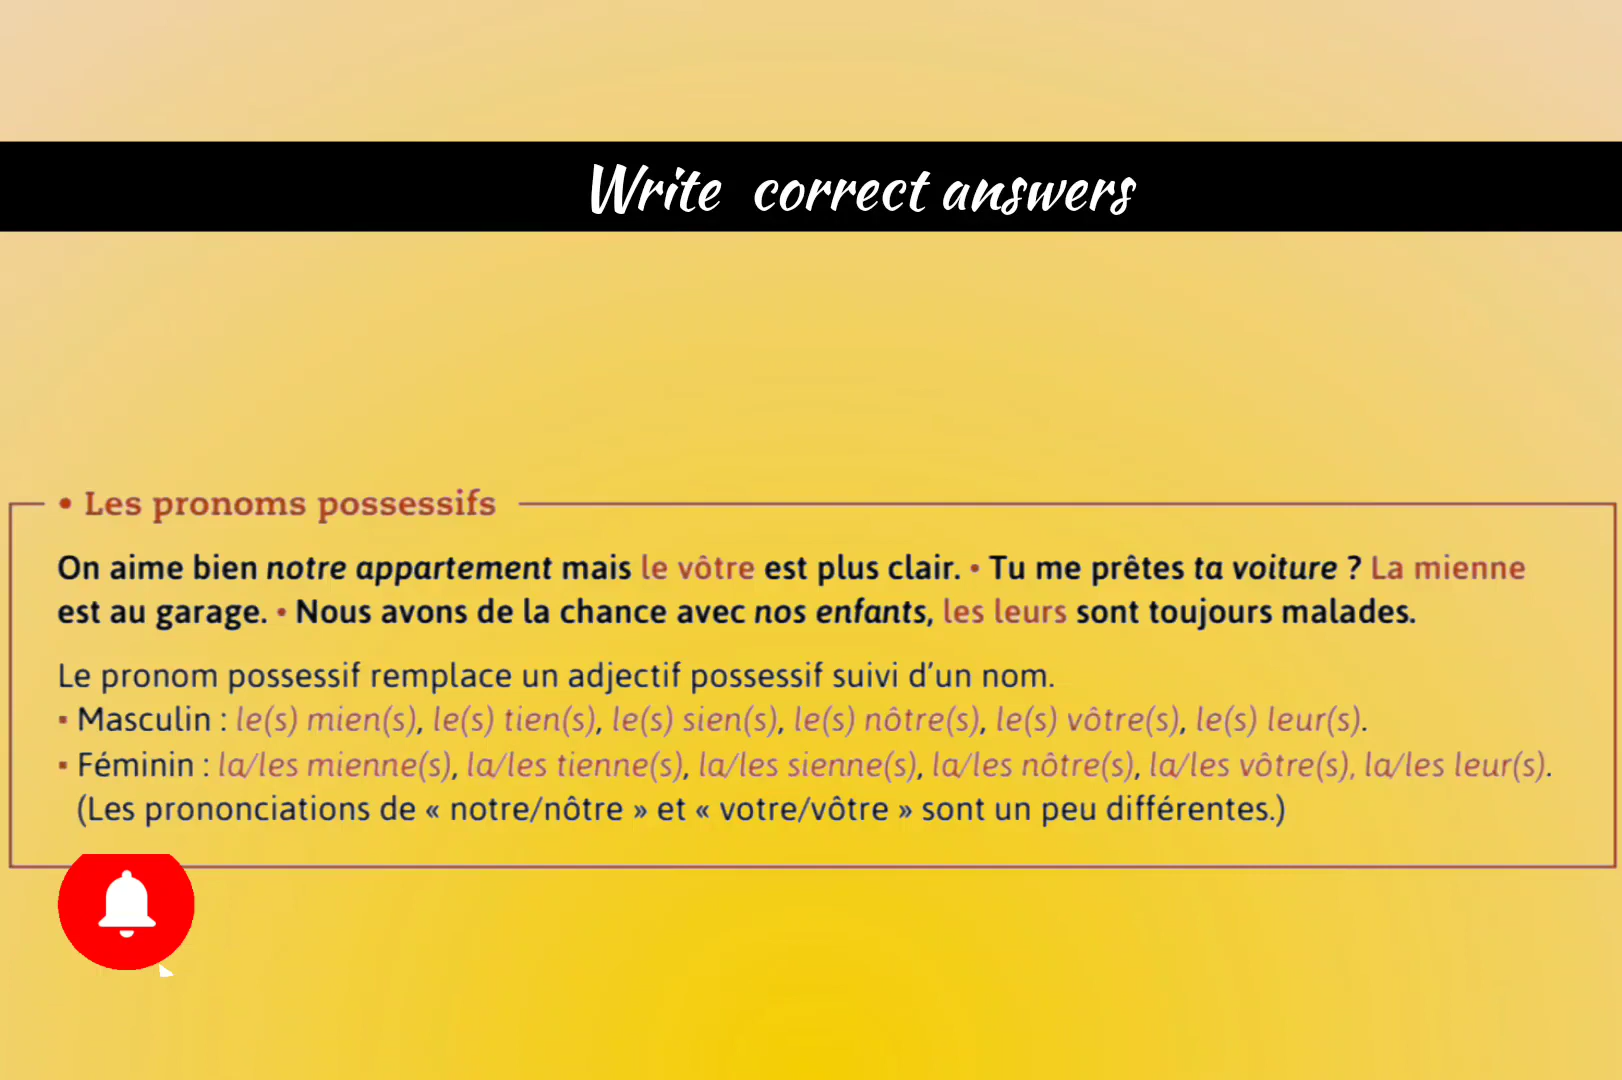 Write correct answers
• Les pronoms possessifs
On aime bien notre appartement mais le vôtre est plus clair. • Tu me prêtes ta voiture ? La mienne
est au garage. • Nous avons de la chance avec nos enfants, les leurs sont toujours malades.
Le pronom possessif remplace un adjectif possessif suivi d’un nom.
▪ Masculin : le(s) mien(s), le(s) tien(s), le(s) sien(s), le(s) nôtre(s), le(s) vôtre(s), le(s) leur(s).
▪ Féminin : la/les mienne(s), la/les tienne(s), la/les sienne(s), la/les nôtre(s), la/les vôtre(s), la/les leur(s).
(Les prononciations de « notre/nôtre » et « votre/vôtre » sont un peu différentes.)